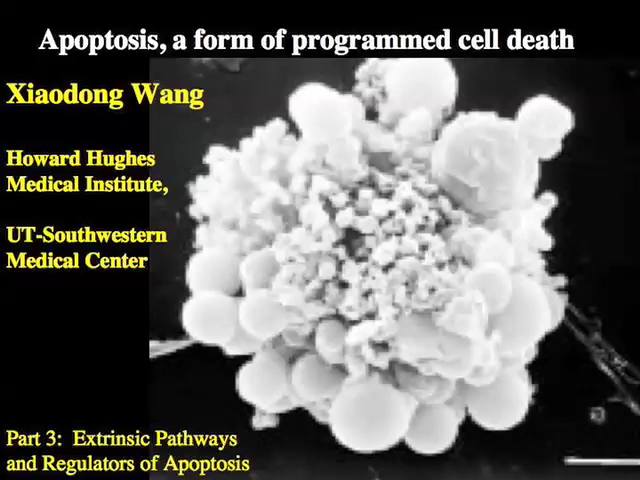 Apoptosis, a form of programmed cell death
Xiaodong Wang
Howard Hughes
Medical Institute,
UT-Southwestern
Medical Center
Part 3: Extrinsic Pathways
and Regulators of Apoptosis